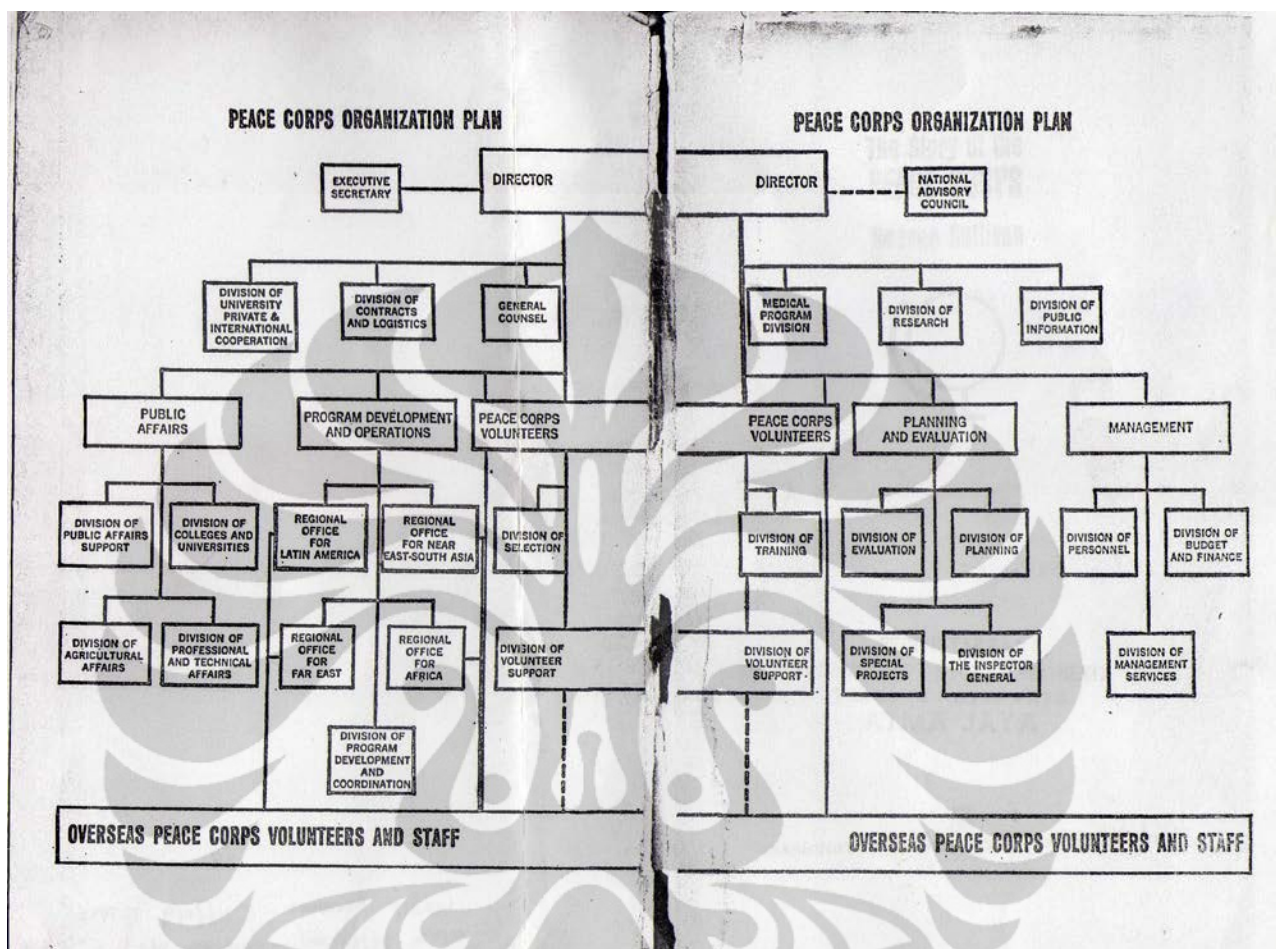 PEACE CORPS ORGANIZATION PLAN
EXECUTIVE
SECRETARY
DIRECTOR
DIVISION OF
UNIVERSITY
PRIVATE &
INTERNATIONAL
COOPERATION
DIVISION OF
CONTRACTS
AND LOGISTICS
GENERAL
COUNSEL
PUBLIC
AFFAIRS
PROGRAM DEVELOPMENT
AND OPERATIONS
PEACE CORPS
VOLUNTEERS
DIVISION OF
PUBLIC AFFAIRS
SUPPORT
DIVISION OF
COLLEGES AND
UNIVERSITIES
REGIONAL
OFFICE
FOR
LATIN AMERICA
REGIONAL
OFFICE
FOR NEAR
EAST-SOUTH ASIA
DIVISION OF
SELECTION
DIVISION OF
AGRICULTURAL
AFFAIRS
DIVISION OF
PROFESSIONAL
AND TECHNICAL
AFFAIRS
REGIONAL
OFFICE
FOR
FAR EAST
REGIONAL
OFFICE
FOR
AFRICA
DIVISION OF
VOLUNTEER
SUPPORT
DIVISION OF
PROGRAM
DEVELOPMENT
AND
COORDINATION
OVERSEAS PEACE CORPS VOLUNTEERS AND STAFF
PEACE CORPS ORGANIZATION PLAN
DIRECTOR
NATIONAL
ADVISORY
COUNCIL
MEDICAL
PROGRAM
DIVISION
DIVISION OF
RESEARCH
DIVISION OF
PUBLIC
INFORMATION
PEACE CORPS
VOLUNTEERS
PLANNING
AND EVALUATION
MANAGEMENT
DIVISION OF
TRAINING
DIVISION OF
EVALUATION
DIVISION OF
PLANNING
DIVISION OF
PERSONNEL
DIVISION OF
BUDGET
AND FINANCE
DIVISION OF
VOLUNTEER
SUPPORT
DIVISION OF
SPECIAL
PROJECTS
DIVISION OF
THE INSPECTOR
GENERAL
DIVISION OF
MANAGEMENT
SERVICES
OVERSEAS PEACE CORPS VOLUNTEERS AND STAFF